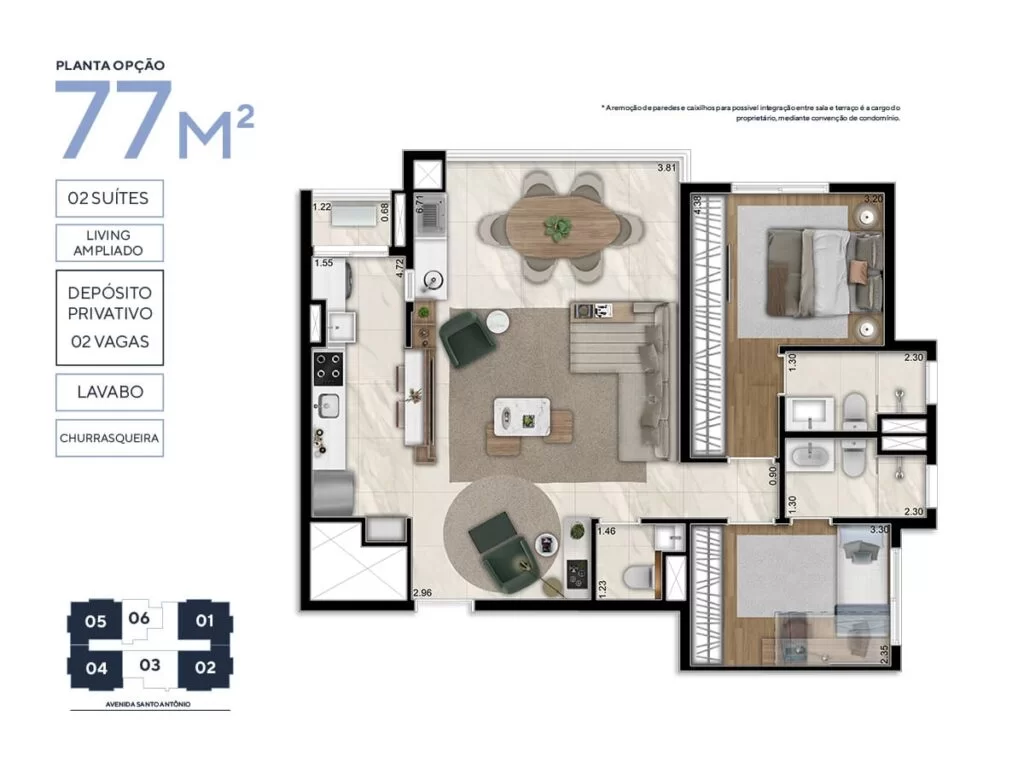 PLANTA OPÇÃO
77M²
02 SUÍTES
LIVING
AMPLIADO
DEPÓSITO
PRIVATIVO
02 VAGAS
LAVABO
CHURRASQUEIRA
* A remoção de paredes e caixilhos para possível integração entre sala e terraço é a cargo do
proprietário, mediante convenção de condomínio.
3.81
1.22
0.68
6.71
4.38
3.20
1.55
4.72
1.30
2.30
0.90
1.30
2.30
1.46
1.23
2.96
3.30
2.35
05
06
01
04
03
02
AVENIDA SANTO ANTÔNIO